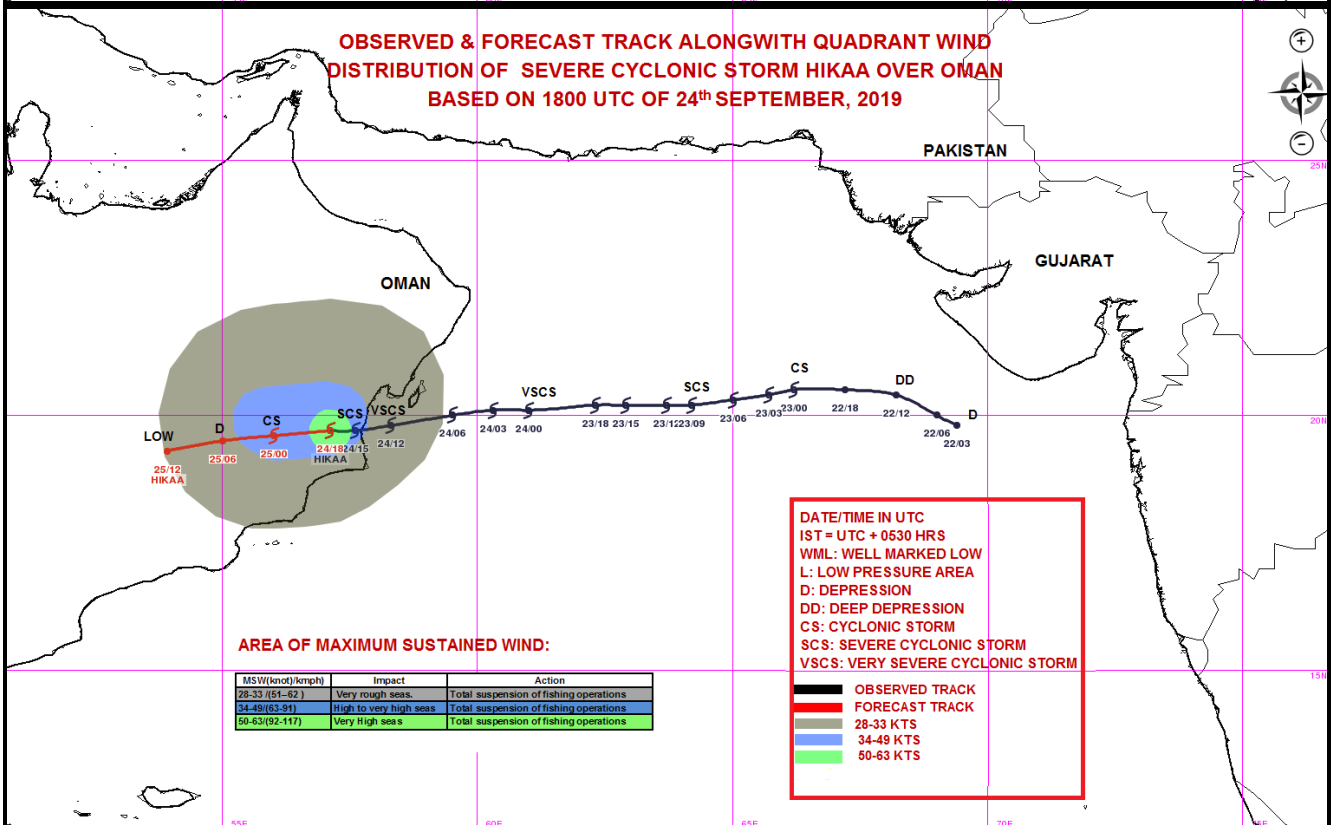 OBSERVED & FORECAST TRACK ALONGWITH QUADRANT WIND
DISTRIBUTION OF SEVERE CYCLONIC STORM HIKAA OVER OMAN
BASED ON 1800 UTC OF 24th SEPTEMBER, 2019
PAKISTAN
25N
GUJARAT
OMAN
CS
DD
SCS
VSCS
D
VSCS
SCS
CS
D
LOW
20N
22/03
22/06
22/12
22/18
23/00
23/03
23/06
23/09
23/12
23/15
23/18
24/00
24/03
24/06
24/12
24/15
24/18
HIKAA
25/00
25/06
25/12
HIKAA
DATE/TIME IN UTC
IST = UTC + 0530 HRS
WML: WELL MARKED LOW
L: LOW PRESSURE AREA
D: DEPRESSION
DD: DEEP DEPRESSION
CS: CYCLONIC STORM
SCS: SEVERE CYCLONIC STORM
VSCS: VERY SEVERE CYCLONIC STORM
OBSERVED TRACK
FORECAST TRACK
28-33 KTS
34-49 KTS
50-63 KTS
15N
AREA OF MAXIMUM SUSTAINED WIND:
MSW(knot)/kmph) Impact Action
28-33 /(51–62 ) Very rough seas. Total suspension of fishing operations
34-49/(63-91) High to very high seas Total suspension of fishing operations
50-63/(92-117) Very High seas Total suspension of fishing operations
55E
60E
65E
70E